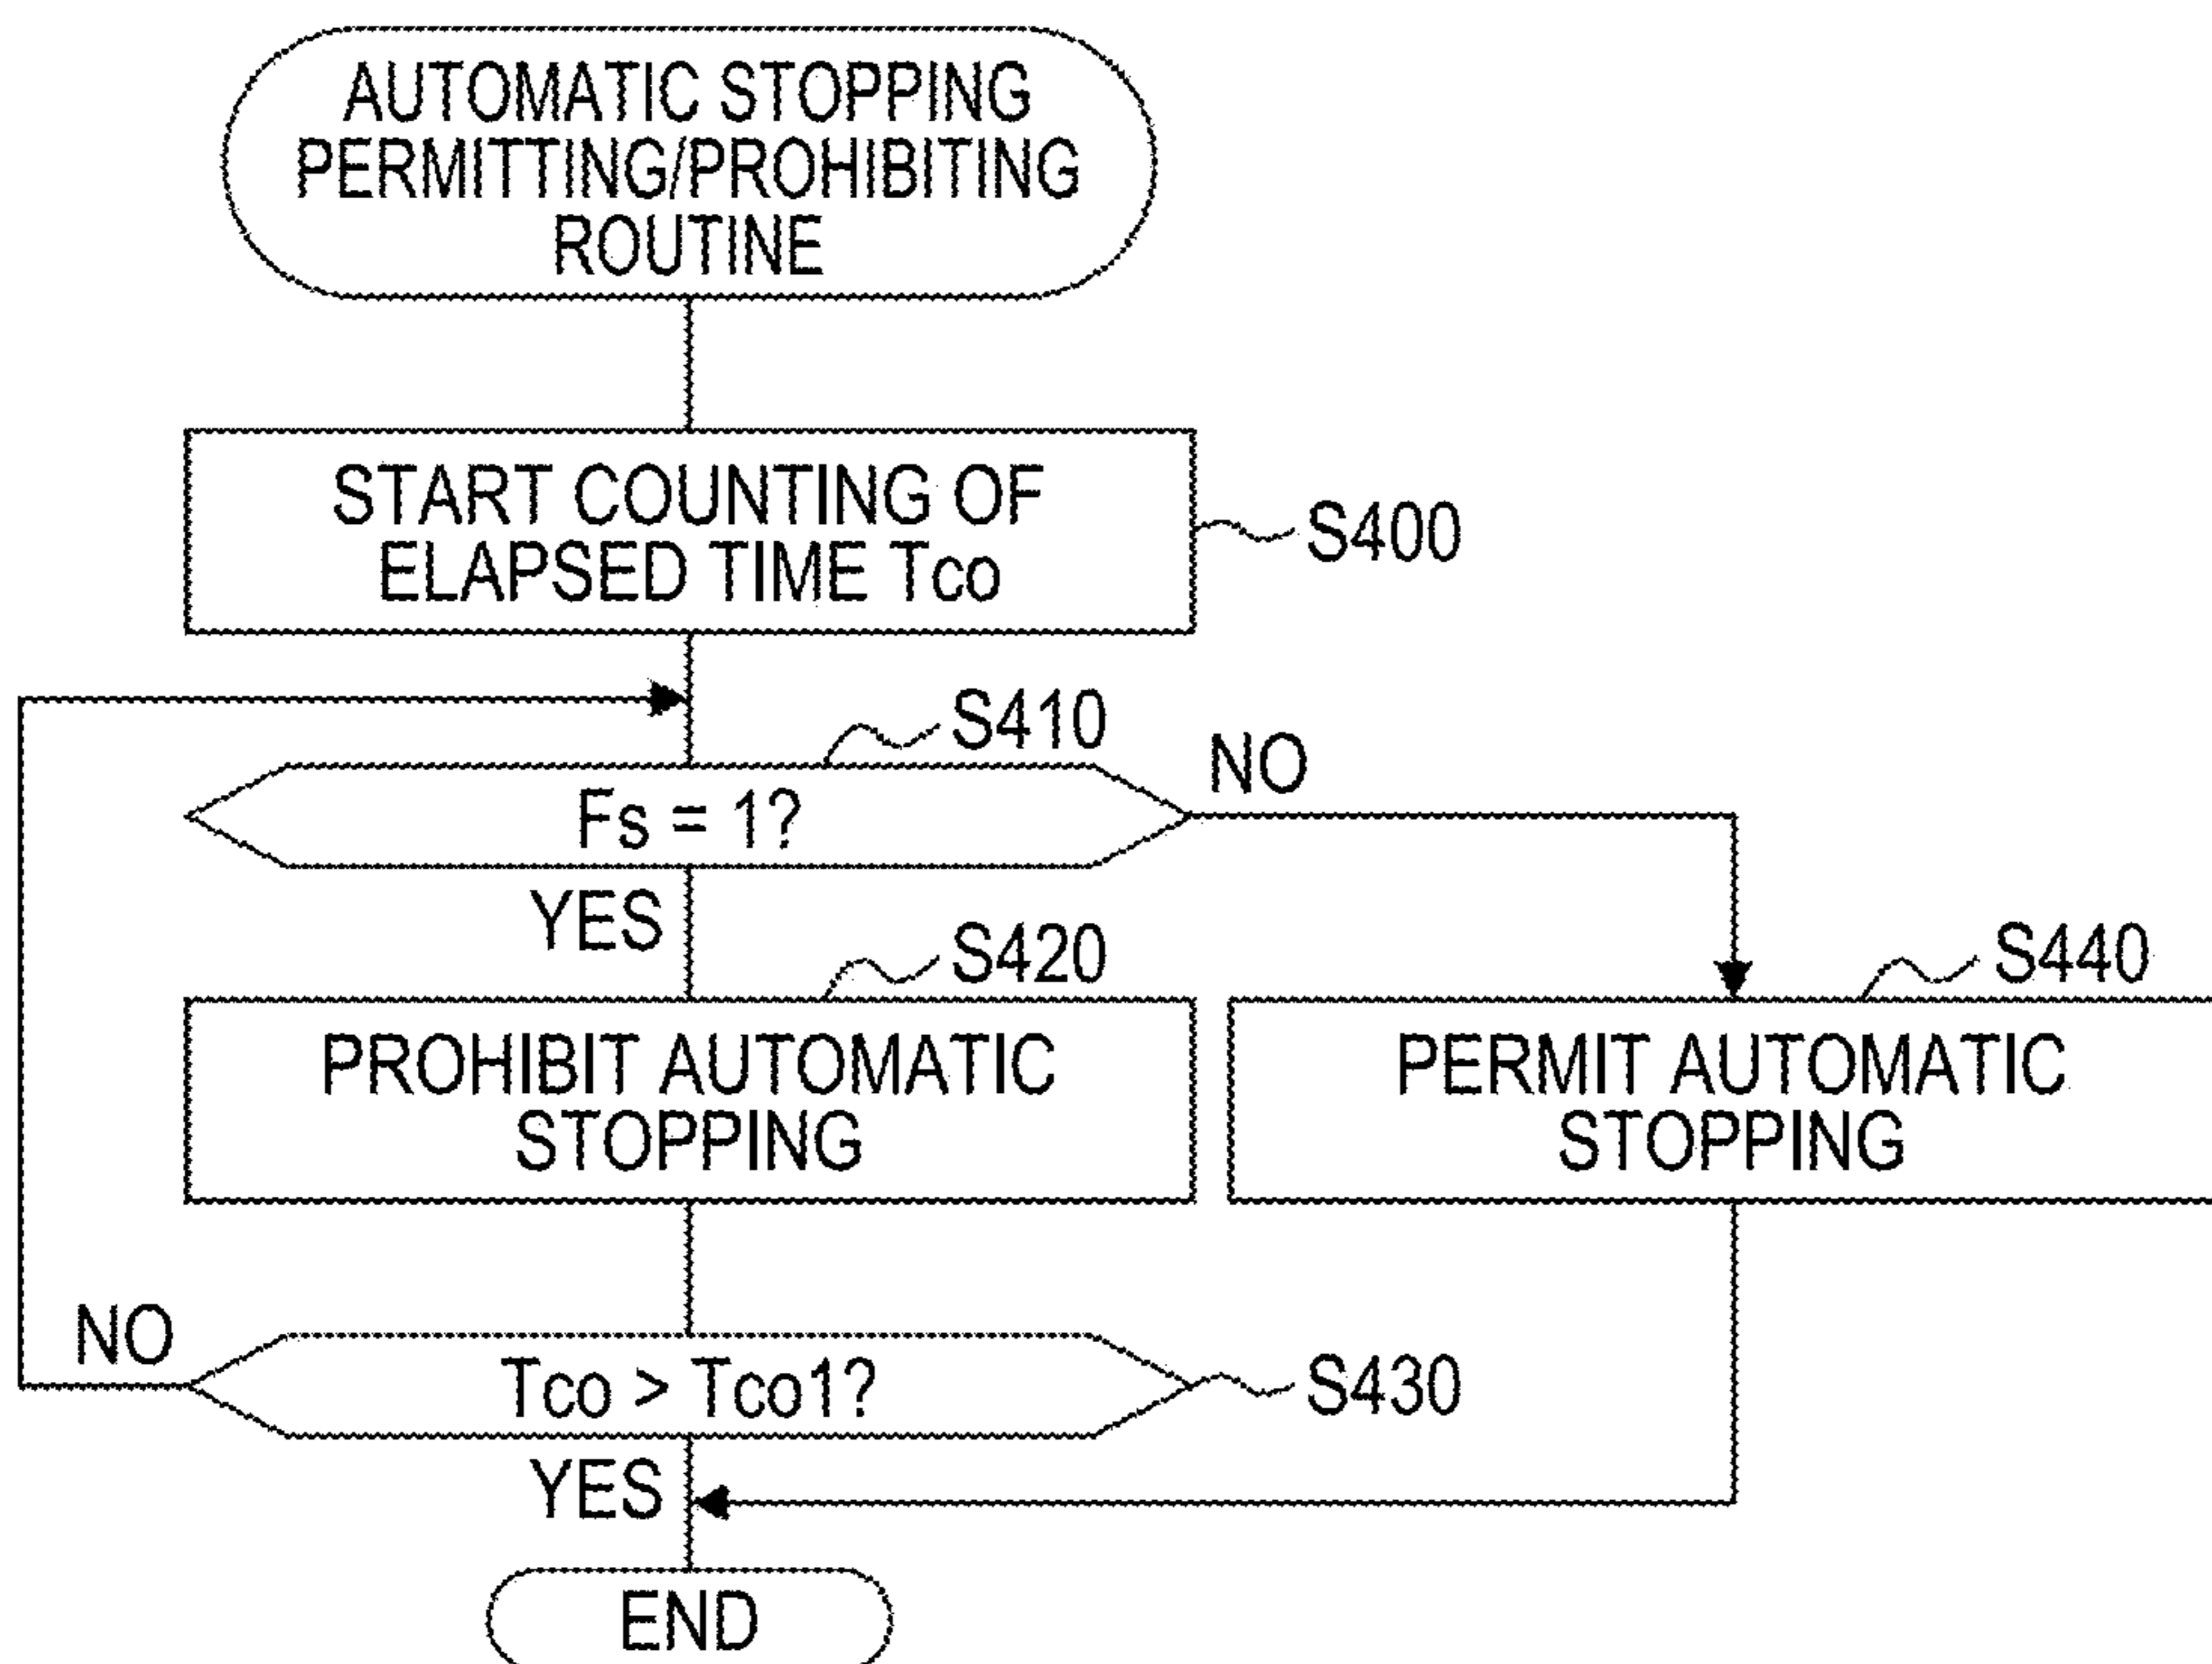 AUTOMATIC STOPPING
PERMITTING/PROHIBITING
ROUTINE
START COUNTING OF
ELAPSED TIME Tco
S400
S410
Fs = 1?
NO
YES
S420
PROHIBIT AUTOMATIC
STOPPING
S440
PERMIT AUTOMATIC
STOPPING
NO
Tco > Tco1?
S430
YES
END